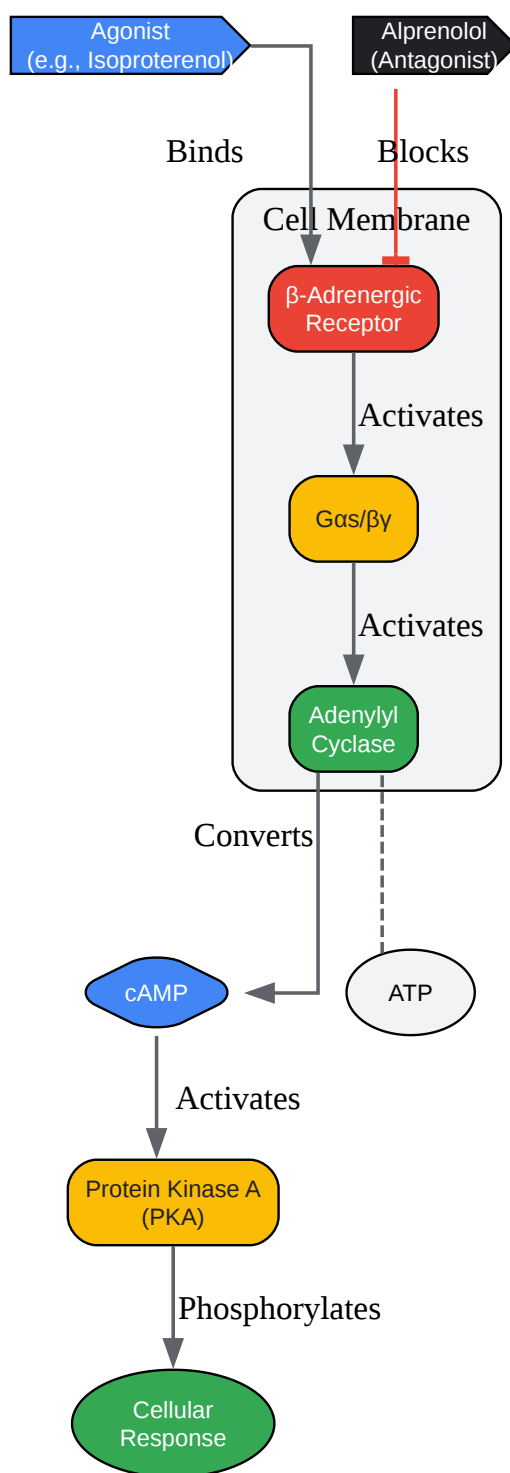 Agonist
(e.g., Isoproterenol)
Alprenolol
(Antagonist)
Binds
Blocks
Cell Membrane
β-Adrenergic
Receptor
Activates
Gαs/βγ
Activates
Adenylyl
Cyclase
Converts
cAMP
ATP
Activates
Protein Kinase A
(PKA)
Phosphorylates
Cellular
Response